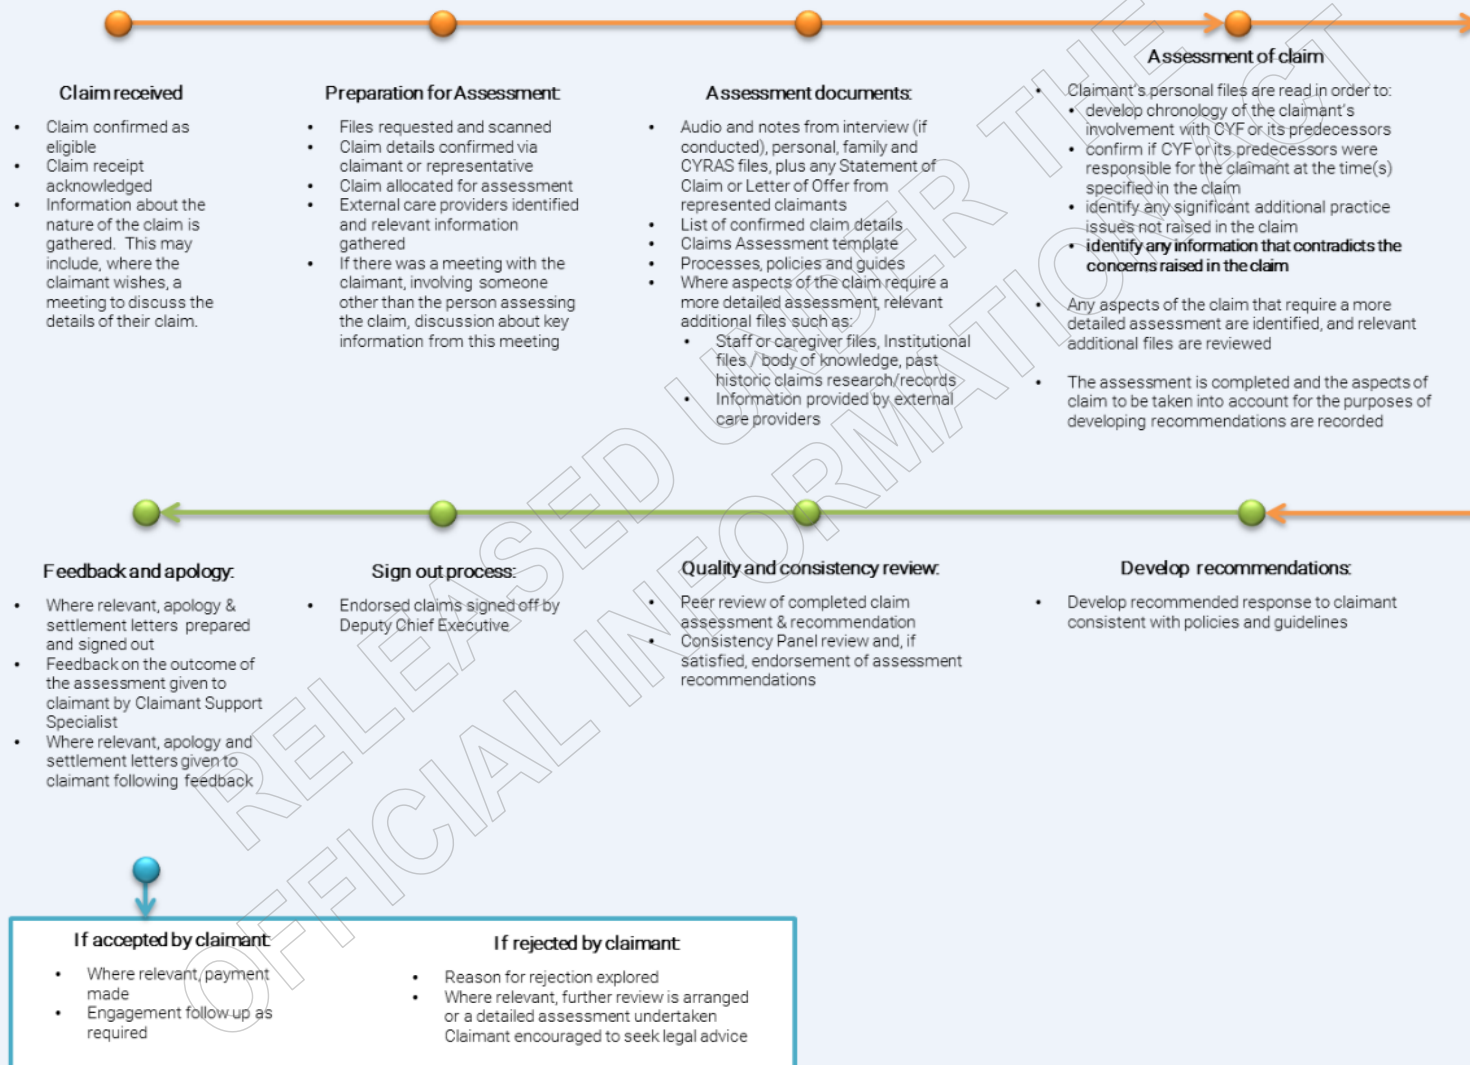 Claim received
• Claim confirmed as
eligible
• Claim receipt
acknowledged
• Information about the
nature of the claim is
gathered. This may
include, where the
claimant wishes, a
meeting to discuss the
details of their claim.
Preparation for Assessment:
• Files requested and scanned
• Claim details confirmed via
claimant or representative
• Claim allocated for assessment
• External care providers identified
and relevant information
gathered
• If there was a meeting with the
claimant, involving someone
other than the person assessing
the claim, discussion about key
information from this meeting
Assessment documents:
• Audio and notes from interview (if
conducted), personal, family and
CYRAS files, plus any Statement of
Claim or Letter of Offer from
represented claimants
• List of confirmed claim details
• Claims Assessment template
• Processes, policies and guides
• Where aspects of the claim require a
more detailed assessment, relevant
additional files such as:
• Staff or caregiver files, Institutional
files / body of knowledge, past
historic claims research/records
• Information provided by external
care providers
Assessment of claim
• Claimant's personal files are read in order to:
• develop chronology of the claimant's
involvement with CYF or its predecessors
• confirm if CYF or its predecessors were
responsible for the claimant at the time(s)
specified in the claim
• identify any significant additional practice
issues not raised in the claim
• identify any information that contradicts the
concerns raised in the claim
• Any aspects of the claim that require a more
detailed assessment are identified, and relevant
additional files are reviewed
• The assessment is completed and the aspects of
claim to be taken into account for the purposes of
developing recommendations are recorded
Feedback and apology:
• Where relevant, apology &
settlement letters prepared
and signed out
• Feedback on the outcome of
the assessment given to
claimant by Claimant Support
Specialist
• Where relevant, apology and
settlement letters given to
claimant following feedback
Sign out process:
• Endorsed claims signed off by
Deputy Chief Executive
Quality and consistency review:
• Peer review of completed claim
assessment & recommendation
• Consistency Panel review and, if
satisfied, endorsement of assessment
recommendations
Develop recommendations:
• Develop recommended response to claimant
consistent with policies and guidelines
If accepted by claimant:
• Where relevant, payment
made
• Engagement follow up as
required
If rejected by claimant:
• Reason for rejection explored
• Where relevant, further review is arranged
or a detailed assessment undertaken
Claimant encouraged to seek legal advice
RELEASED UNDER THE
OFFICIAL INFORMATION ACT